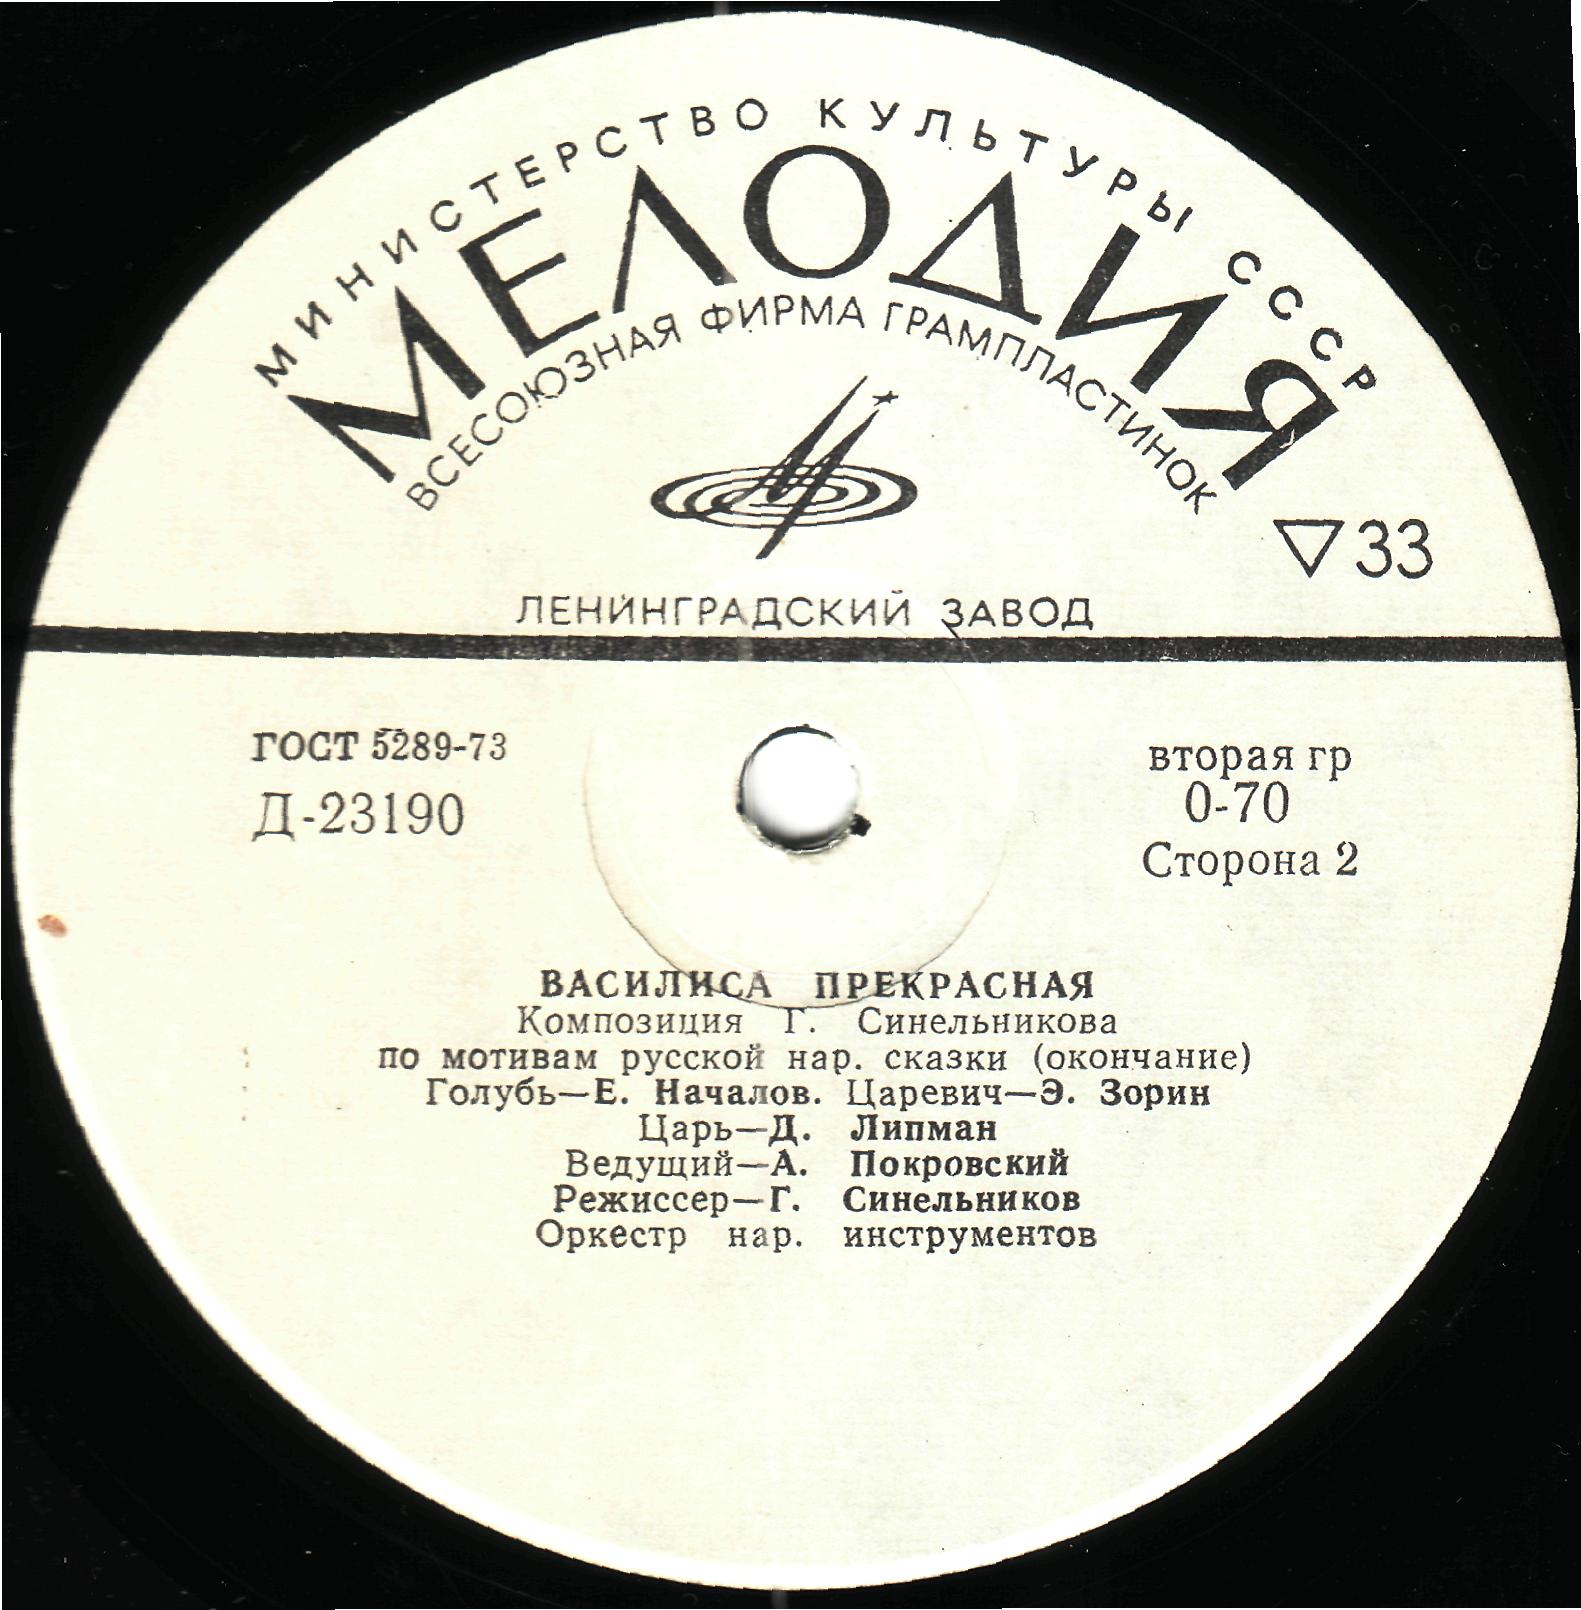 МИНИСТЕРСТВО КУЛЬТУРЫ СССР
МЕЛОДИЯ
ВСЕСОЮЗНАЯ ФИРМА ГРАМПЛАСТИНОК
33
ЛЕНИНГРАДСКИЙ ЗАВОД
ГОСТ 5289-73
Д-23190
вторая гр
0-70
Сторона 2
ВАСИЛИСА ПРЕКРАСНАЯ
Композиция Г. Синельникова
по мотивам русской нар. сказки (окончание)
Голубь—Е. Началов. Царевич—Э. Зорин
Царь—Д. Липман
Ведущий—А. Покровский
Режиссер—Г. Синельников
Оркестр нар. инструментов